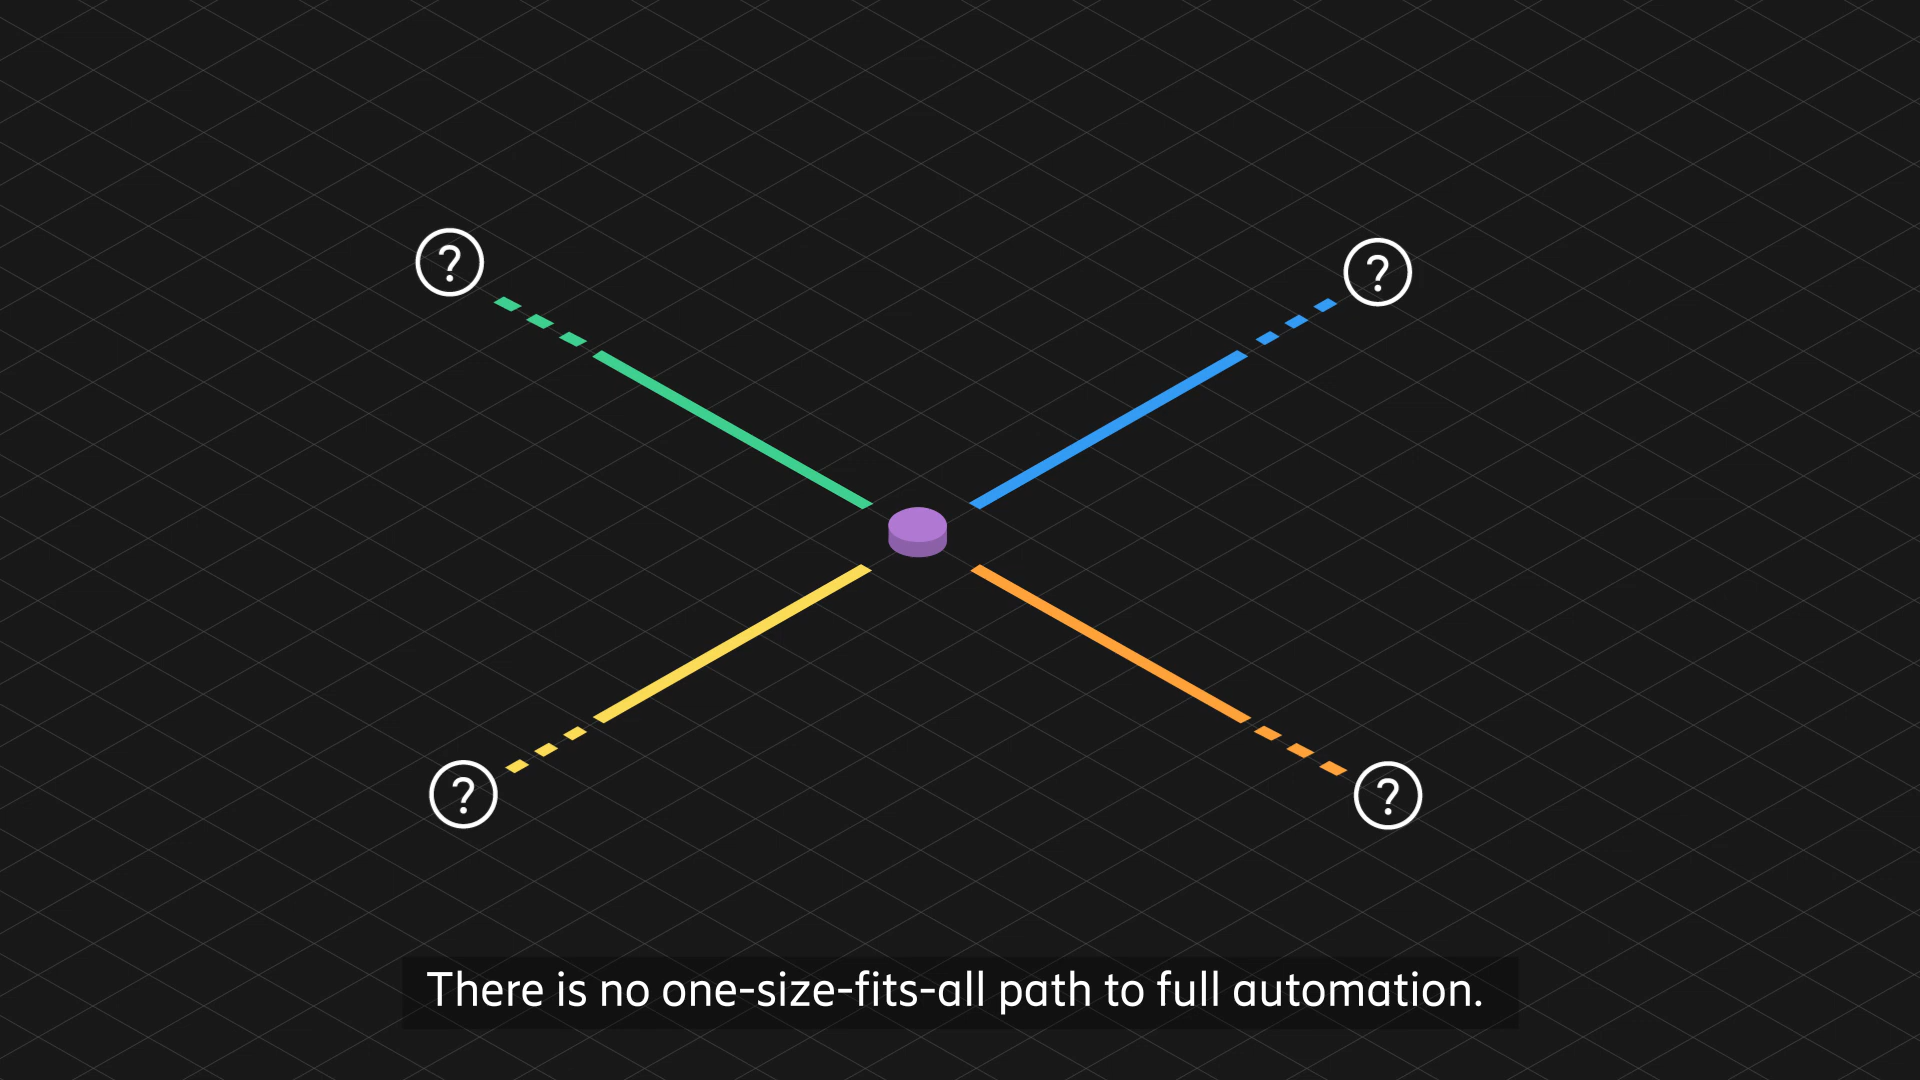 ?
?
?
?
There is no one-size-fits-all path to full automation.